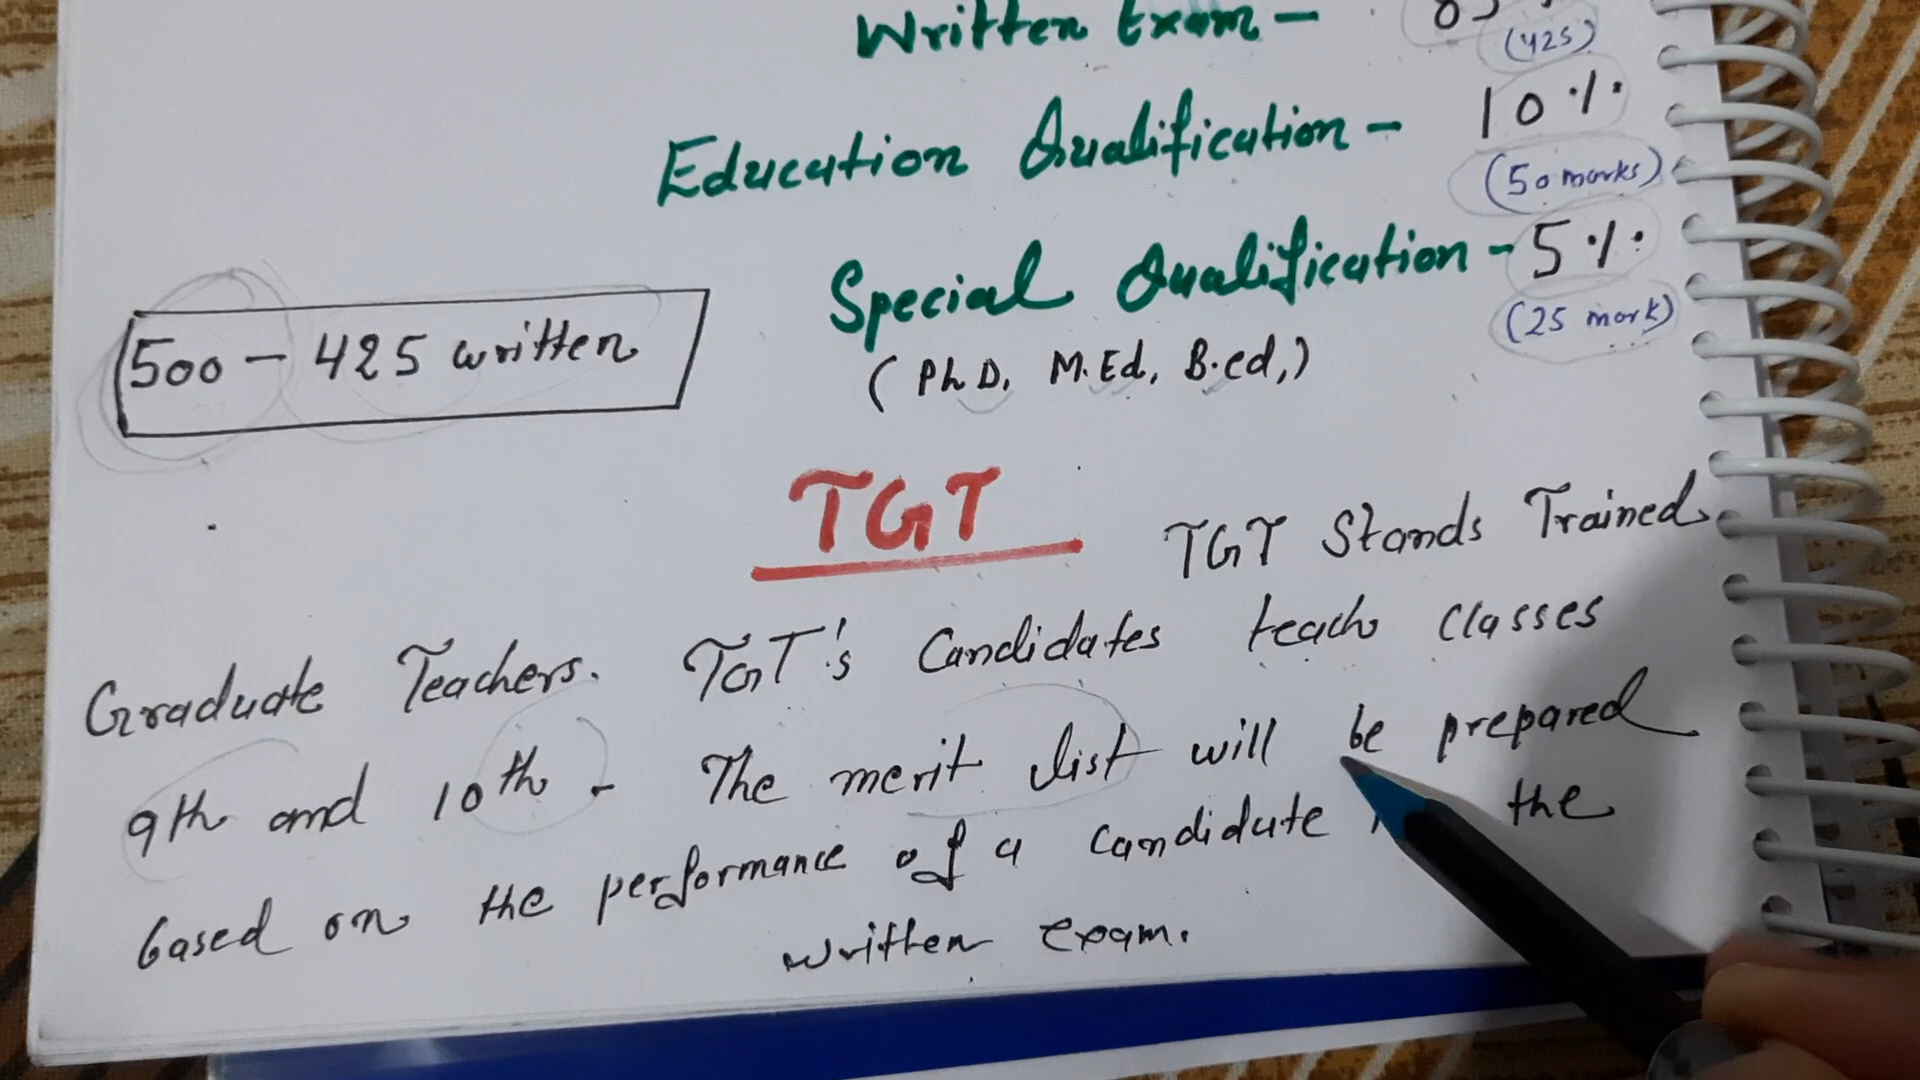 Written Exam -
(425)
Education Qualification - 10%
(50 marks)
Special Qualification - 5%
(25 mark)
(Ph.D, M.Ed, B.ed,)
500 - 425 written
TGT
TGT Stands Trained
Graduate Teachers. TGT's Candidates teach classes
9th and 10th - The merit list will be prepared
based on the performance of a candidate the
written exam.